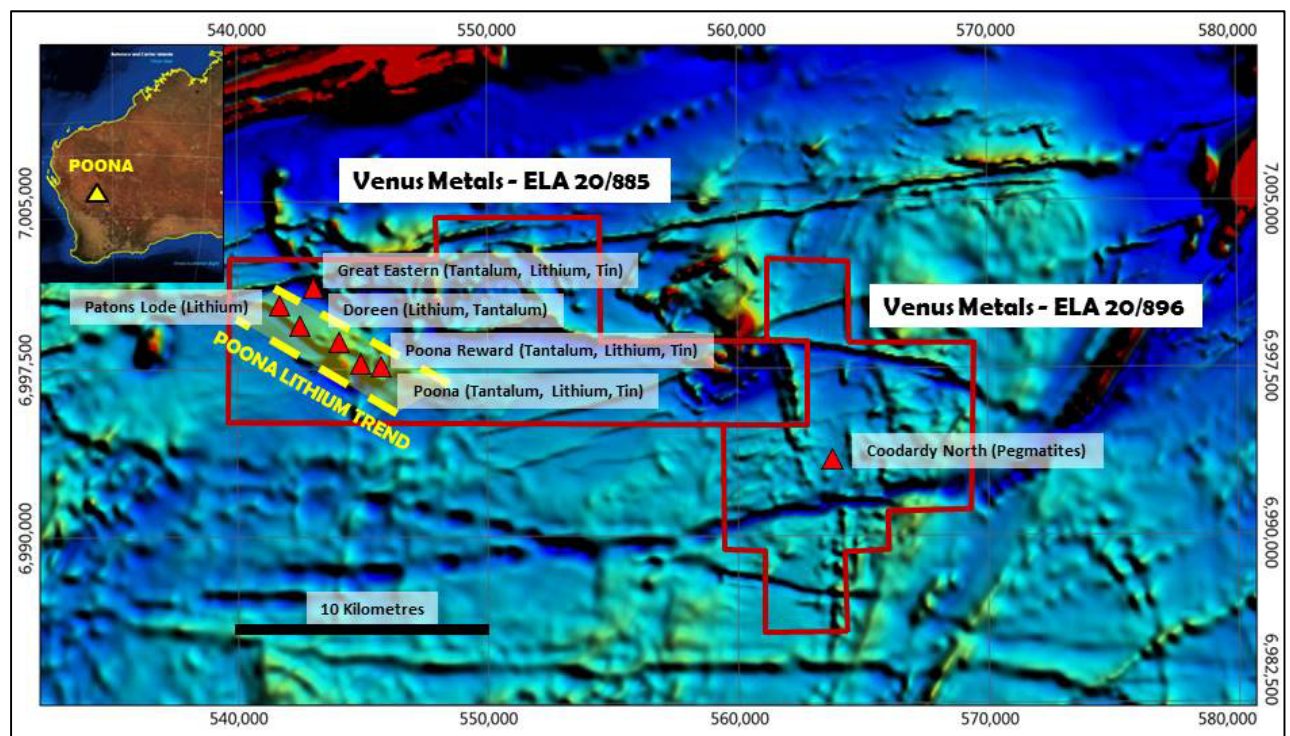 540,000
550,000
560,000
570,000
580,000
POONA
7,005,000
7,005,000
Venus Metals - ELA 20/885
Great Eastern (Tantalum, Lithium, Tin)
Patons Lode (Lithium)
Doreen (Lithium, Tantalum)
Venus Metals - ELA 20/896
POONA LITHIUM TREND
Poona Reward (Tantalum, Lithium, Tin)
6,997,500
6,997,500
Poona (Tantalum, Lithium, Tin)
Coodardy North (Pegmatites)
6,990,000
6,990,000
10 Kilometres
6,982,500
540,000
550,000
560,000
570,000
580,000